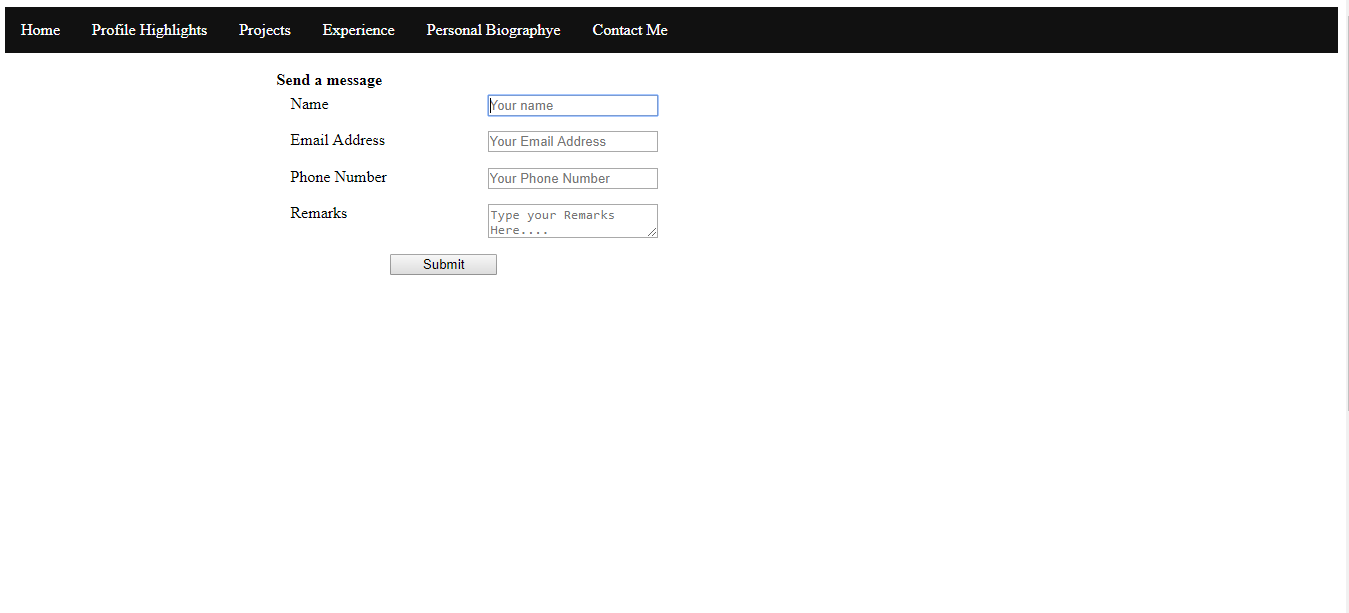 Home Profile Highlights Projects Experience Personal Biographye Contact Me
Send a message
Name Your name
Email Address Your Email Address
Phone Number Your Phone Number
Remarks Type your Remarks
Here....
Submit